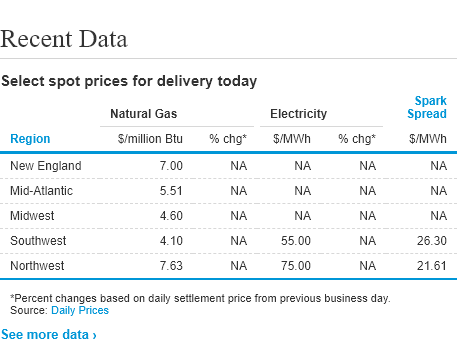 Recent Data
Select spot prices for delivery today
Natural Gas Electricity Spark Spread
Region $/million Btu % chg* $/MWh % chg* $/MWh
New England 7.00 NA NA NA NA
Mid-Atlantic 5.51 NA NA NA NA
Midwest 4.60 NA NA NA NA
Southwest 4.10 NA 55.00 NA 26.30
Northwest 7.63 NA 75.00 NA 21.61
*Percent changes based on daily settlement price from previous business day.
Source: Daily Prices
See more data ›